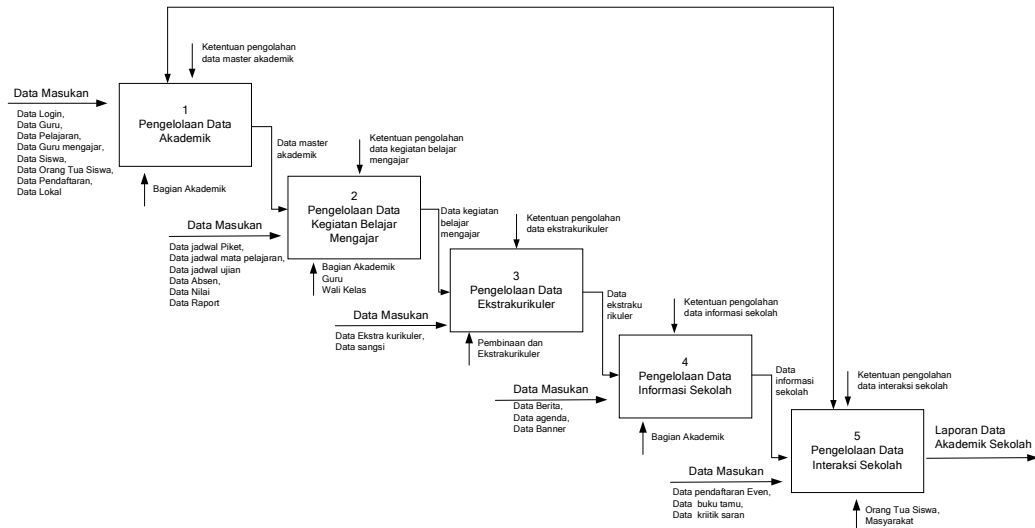 Ketentuan pengolahan
data master akademik
Data Masukan
1
Pengelolaan Data
Akademik
Data Login,
Data Guru,
Data Pelajaran,
Data Guru mengajar,
Data Siswa,
Data Orang Tua Siswa,
Data Pendaftaran,
Data Lokal
Bagian Akademik
Data master
akademik
Ketentuan pengolahan
data kegiatan belajar
mengajar
2
Pengelolaan Data
Kegiatan Belajar
Mengajar
Data Masukan
Data jadwal Piket,
Data jadwal mata pelajaran,
Data jadwal ujian
Data Absen,
Data Nilai
Data Raport
Bagian Akademik
Guru
Wali Kelas
Data kegiatan
belajar
mengajar
Ketentuan pengolahan
data ekstrakurikuler
3
Pengelolaan Data
Ekstrakurikuler
Data Masukan
Data Ekstra kurikuler,
Data sangsi
Pembinaan dan
Ekstrakurikuler
Data
ekstraku
rikuler
Ketentuan pengolahan
data informasi sekolah
4
Pengelolaan Data
Informasi Sekolah
Data Masukan
Data Berita,
Data agenda,
Data Banner
Bagian Akademik
Data
informasi
sekolah
Ketentuan pengolahan
data interaksi sekolah
5
Pengelolaan Data
Interaksi Sekolah
Data Masukan
Data pendaftaran Even,
Data buku tamu,
Data kriitik saran
Orang Tua Siswa,
Masyarakat
Laporan Data
Akademik Sekolah